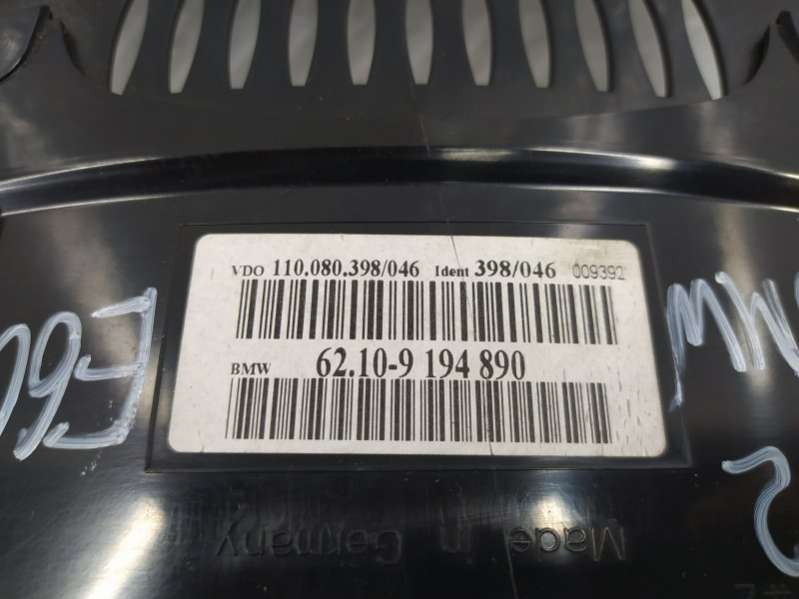 VDO 110.080.398/046 Ident 398/046 009392
BMW 62.10-9 194 890
E60
Made in Germany
2